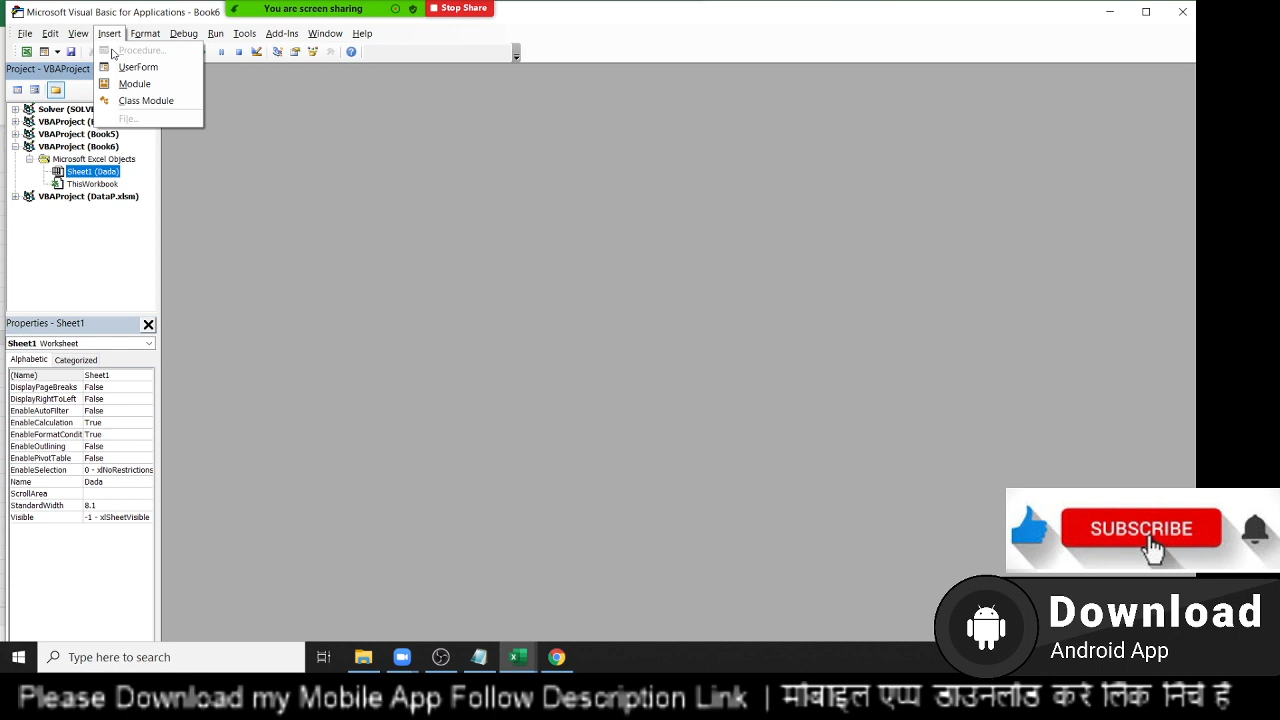 Microsoft Visual Basic for Applications - Book6
You are screen sharing
Stop Share
File Edit View Insert Format Debug Run Tools Add-Ins Window Help
Procedure...
UserForm
Module
Class Module
File...
Project - VBAProject
Solver (SOLV
VBAProject (
VBAProject (Book5)
VBAProject (Book6)
Microsoft Excel Objects
Sheet1 (Dada)
ThisWorkbook
VBAProject (DataP.xlsm)
Properties - Sheet1
Sheet1 Worksheet
Alphabetic Categorized
(Name) Sheet1
DisplayPageBreaks False
DisplayRightToLeft False
EnableAutoFilter False
EnableCalculation True
EnableFormatCondit True
EnableOutlining False
EnablePivotTable False
EnableSelection 0 - xlNoRestrictions
Name Dada
ScrollArea
StandardWidth 8.1
Visible -1 - xlSheetVisible
SUBSCRIBE
Download
Android App
Type here to search
Please Download my Mobile App Follow Description Link | मोबाइल एप्प डाउनलोड करे लिंक निचे हैं